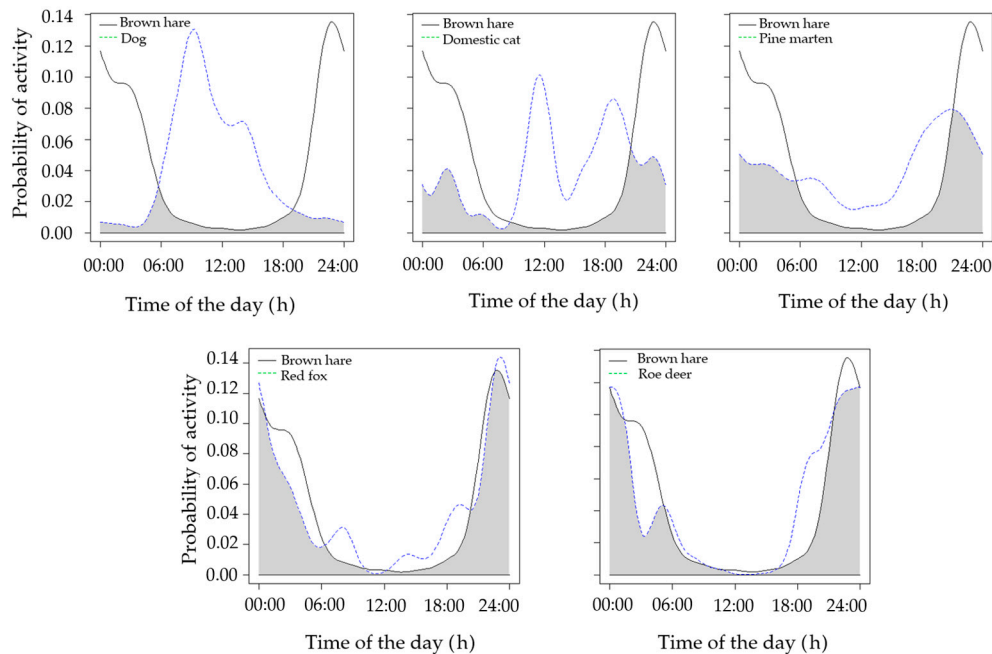 Probability of activity
0.14
0.12
0.10
0.08
0.06
0.04
0.02
0.00
Brown hare
Dog
00:00 06:00 12:00 18:00 24:00
Time of the day (h)
Brown hare
Domestic cat
00:00 06:00 12:00 18:00 24:00
Time of the day (h)
Brown hare
Pine marten
00:00 06:00 12:00 18:00 24:00
Time of the day (h)
Probability of activity
0.14
0.12
0.10
0.08
0.06
0.04
0.02
0.00
Brown hare
Red fox
00:00 06:00 12:00 18:00 24:00
Time of the day (h)
Brown hare
Roe deer
00:00 06:00 12:00 18:00 24:00
Time of the day (h)